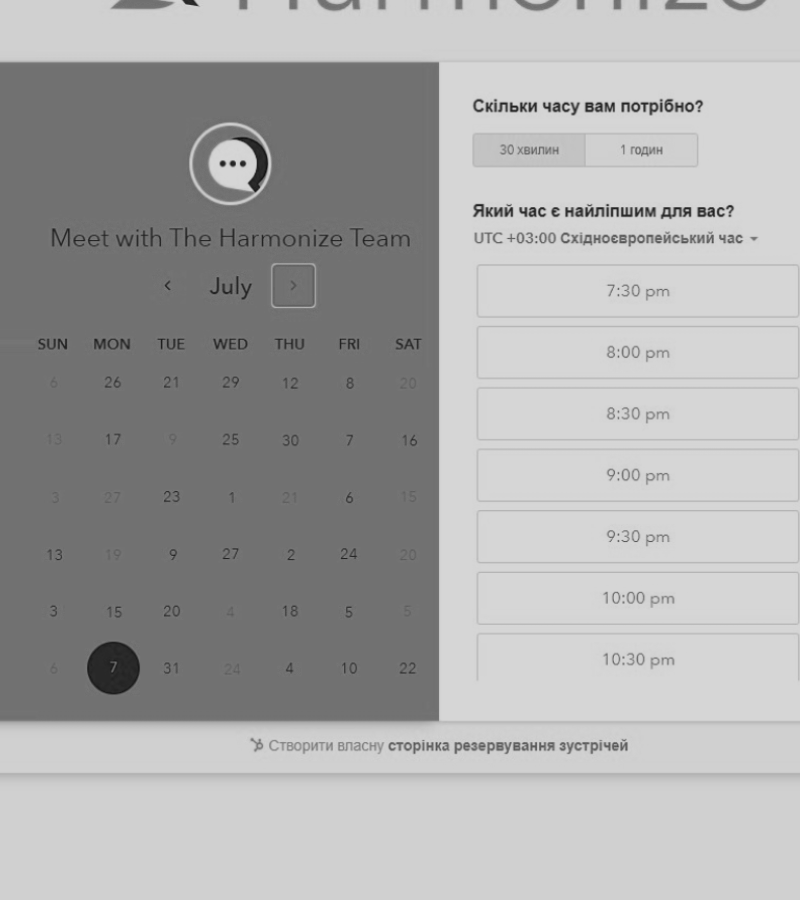 Harmonize
Meet with The Harmonize Team
July
SUN MON TUE WED THU FRI SAT
6 26 21 29 12 8 20
13 17 9 25 30 7 16
3 27 23 1 21 6 15
13 19 9 27 2 24 20
3 15 20 4 18 5 5
6 7 31 24 4 10 22
Скільки часу вам потрібно?
30 хвилин 1 годин
Який час є найліпшим для вас?
UTC +03:00 Східноєвропейський час
7:30 pm
8:00 pm
8:30 pm
9:00 pm
9:30 pm
10:00 pm
10:30 pm
Створити власну сторінка резервування зустрічей